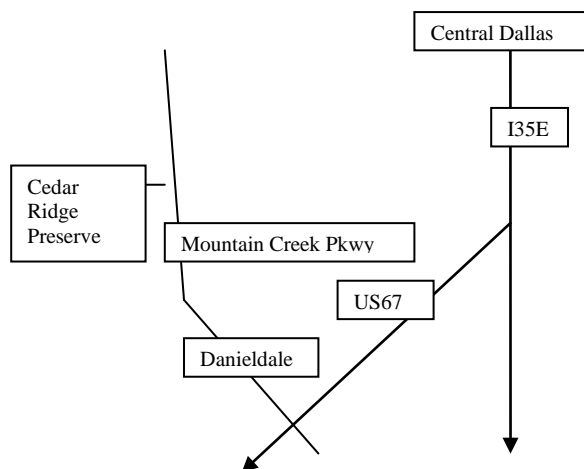 Central Dallas
I35E
Cedar
Ridge
Preserve
Mountain Creek Pkwy
US67
Danieldale